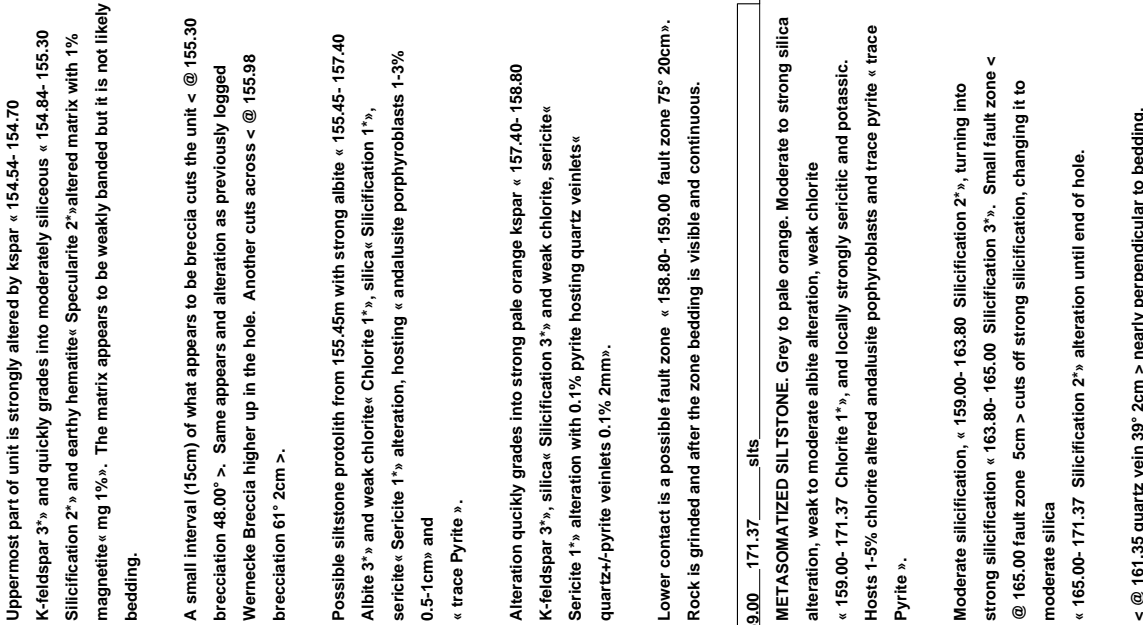 Uppermost part of unit is strongly altered by kspar « 154.54- 154.70
K-feldspar 3*» and quickly grades into moderately siliceous « 154.84- 155.30
Silicification 2*» and earthy hematite« Specularite 2*»altered matrix with 1%
magnetite« mg 1%».  The matrix appears to be weakly banded but it is not likely
bedding.
A small interval (15cm) of what appears to be breccia cuts the unit < @ 155.30
brecciation 48.00° >.  Same appears and alteration as previously logged
Wernecke Breccia higher up in the hole.  Another cuts across < @ 155.98
brecciation 61° 2cm >.
Possible siltstone protolith from 155.45m with strong albite « 155.45- 157.40
Albite 3*» and weak chlorite« Chlorite 1*», silica« Silicification 1*»,
sericite« Sericite 1*» alteration, hosting « andalusite porphyroblasts 1-3%
0.5-1cm» and
« trace Pyrite ».
Alteration qucikly grades into strong pale orange kspar « 157.40- 158.80
K-feldspar 3*», silica« Silicification 3*» and weak chlorite, sericite«
Sericite 1*» alteration with 0.1% pyrite hosting quartz veinlets«
quartz+/-pyrite veinlets 0.1% 2mm».
Lower contact is a possible fault zone  « 158.80- 159.00  fault zone 75° 20cm».
Rock is grinded and after the zone bedding is visible and continuous.
9.00 171.37 slts
METASOMATIZED SILTSTONE. Grey to pale orange. Moderate to strong silica
alteration, weak to moderate albite alteration, weak chlorite
« 159.00- 171.37  Chlorite 1*», and locally strongly sericitic and potassic.
Hosts 1-5% chlorite altered andalusite pophyroblasts and trace pyrite « trace
Pyrite ».
Moderate silicification, « 159.00- 163.80 Silicification 2*», turning into
strong silicification « 163.80- 165.00  Silicification 3*».  Small fault zone <
@ 165.00 fault zone  5cm > cuts off strong silicification, changing it to
moderate silica
« 165.00- 171.37  Silicification 2*» alteration until end of hole.
< @ 161.35 quartz vein 39° 2cm > nearly perpendicular to bedding.